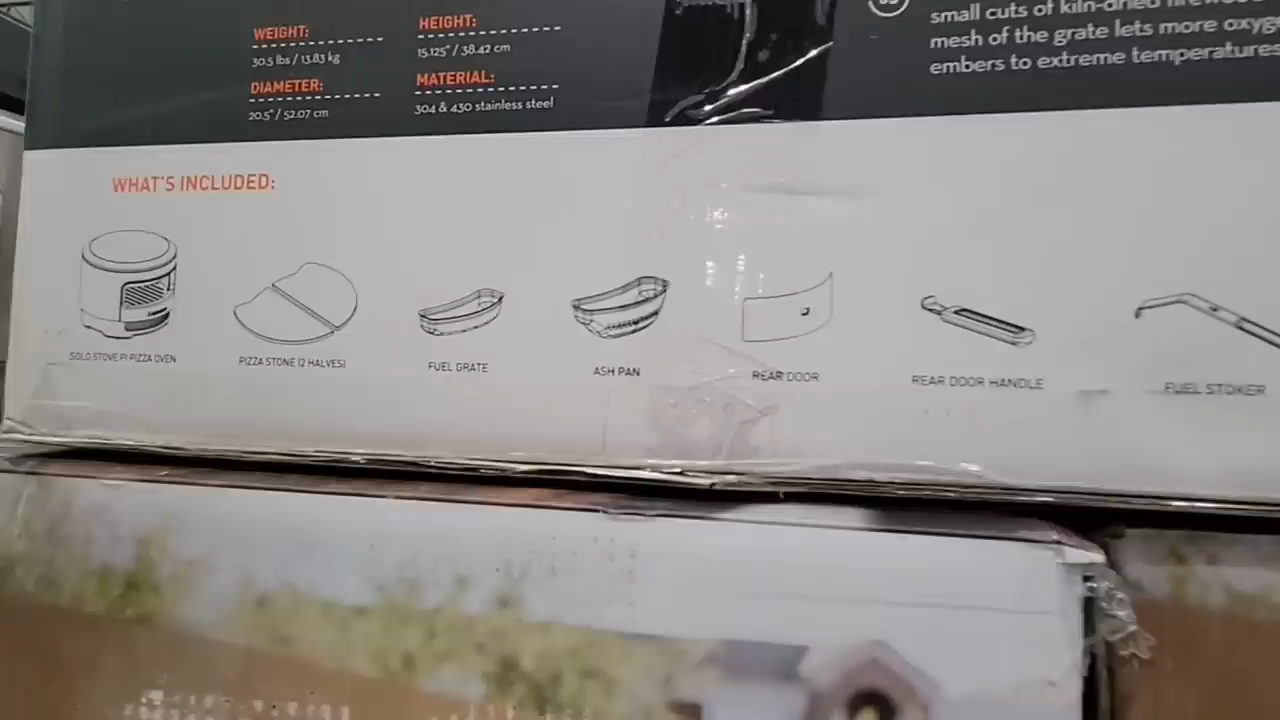 WEIGHT:
30.5 lbs / 13.83 kg
HEIGHT:
15.125" / 38.42 cm
DIAMETER:
20.5" / 52.07 cm
MATERIAL:
304 & 430 stainless steel
small cuts of kiln-dried
mesh of the grate lets more
embers to extreme temperatures
WHAT'S INCLUDED:
SOLO STOVE PI PIZZA OVEN
PIZZA STONE (2 HALVES)
FUEL GRATE
ASH PAN
REAR DOOR
REAR DOOR HANDLE
FUEL STOKER